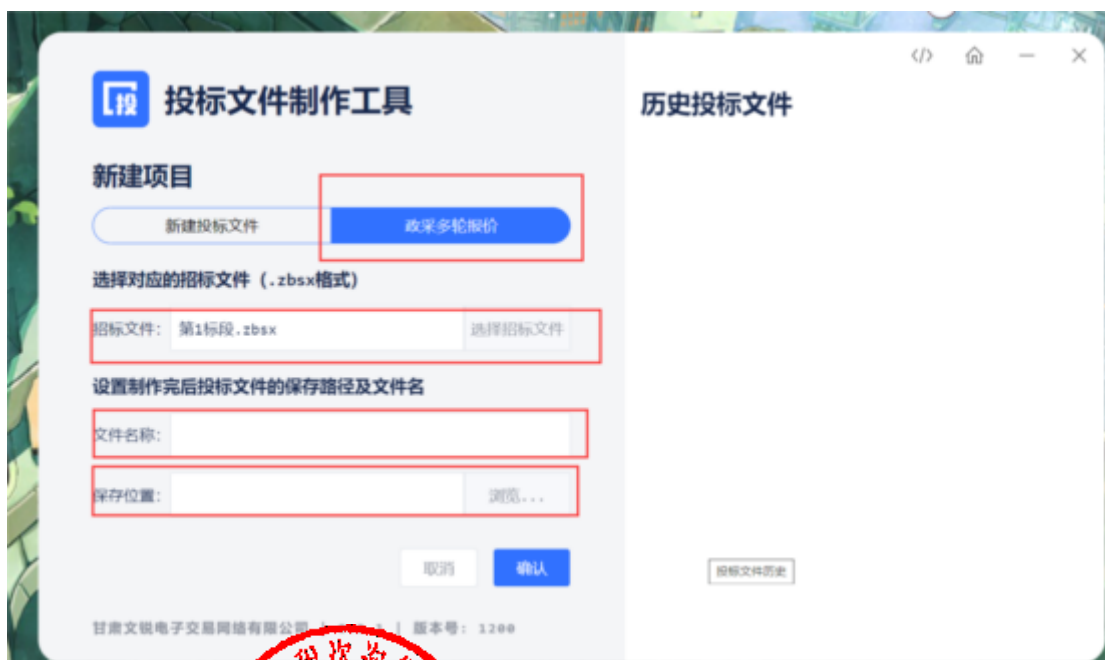 投
投标文件制作工具
新建项目
新建投标文件
政采多轮报价
选择对应的招标文件 (.zbsx格式)
招标文件:
第1标段.zbsx
选择招标文件
设置制作完后投标文件的保存路径及文件名
文件名称:
保存位置:
浏览...
取消
确认
甘肃文锐电子交易网络有限公司
| 版本号: 1200
</>
历史投标文件
投标文件历史